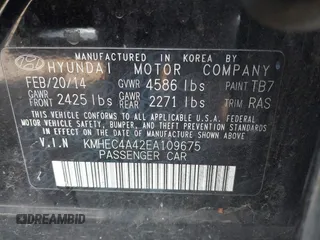 MANUFACTURED IN KOREA BY
HYUNDAI MOTOR COMPANY
FEB/20/14 GVWR 4586 lbs PAINT TB7
GAWR FRONT 2425 lbs GAWR REAR 2271 lbs TRIM RAS
THIS VEHICLE CONFORMS TO ALL APPLICABLE FEDERAL MOTOR
VEHICLE SAFETY, BUMPER, AND THEFT PREVENTION STANDARDS
IN EFFECT ON THE DATE OF MANUFACTURE SHOWN ABOVE.
V.I.N KMHEC4A42EA109675
PASSENGER CAR
DREAMBID